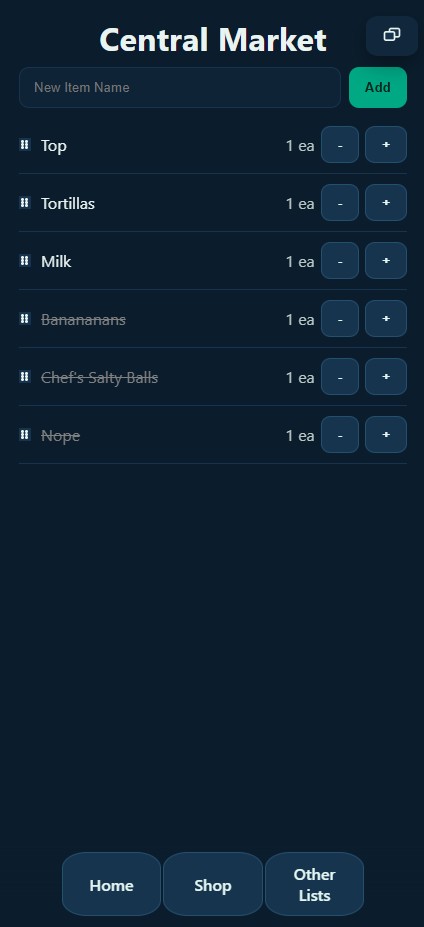 Central Market
New Item Name
Add
Top 1 ea - +
Tortillas 1 ea - +
Milk 1 ea - +
Banananans 1 ea - +
Chef's Salty Balls 1 ea - +
Nope 1 ea - +
Home
Shop
Other
Lists